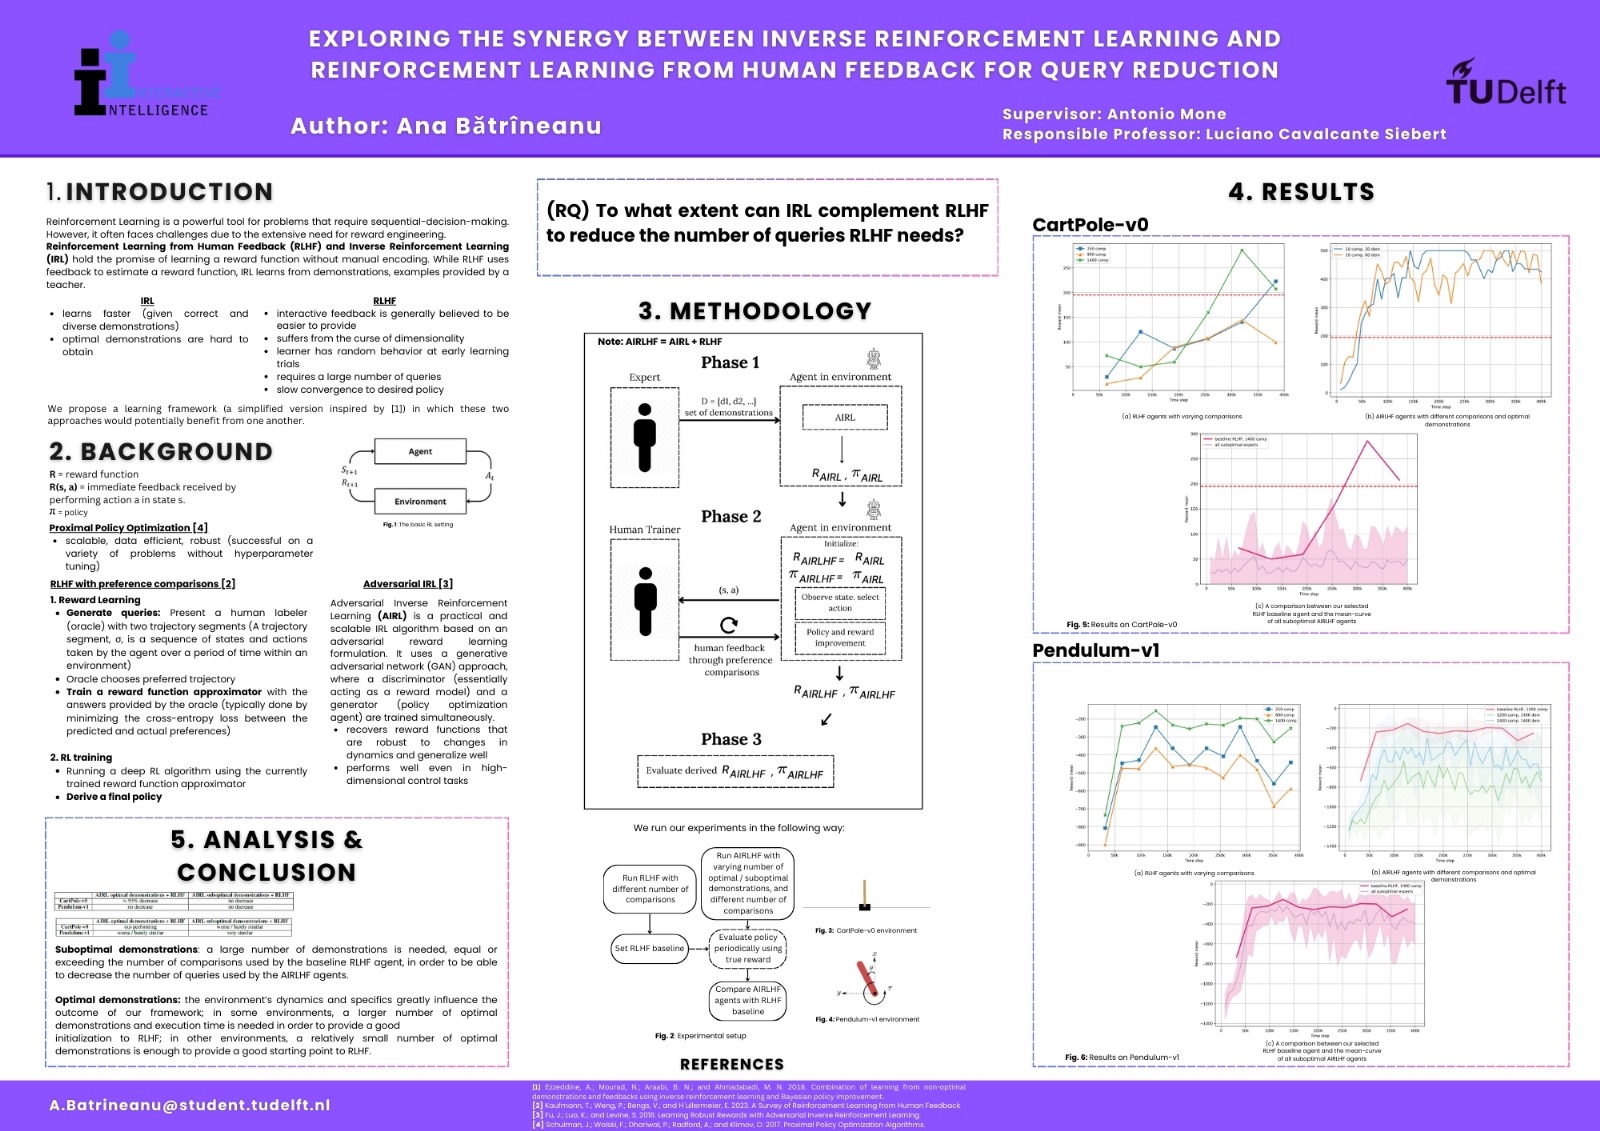 EXPLORING THE SYNERGY BETWEEN INVERSE REINFORCEMENT LEARNING AND
REINFORCEMENT LEARNING FROM HUMAN FEEDBACK FOR QUERY REDUCTION
INTERACTIVE
INTELLIGENCE
TUDelft
Author: Ana Bătrîneanu
Supervisor: Antonio Mone
Responsible Professor: Luciano Cavalcante Siebert
1. INTRODUCTION
Reinforcement Learning is a powerful tool for problems that require sequential-decision-making.
However, it often faces challenges due to the extensive need for reward engineering.
Reinforcement Learning from Human Feedback (RLHF) and Inverse Reinforcement Learning
(IRL) hold the promise of learning a reward function without manual encoding. While RLHF uses
feedback to estimate a reward function, IRL learns from demonstrations, examples provided by a
teacher.
IRL
• learns faster (given correct and
diverse demonstrations)
• optimal demonstrations are hard to
obtain
RLHF
• interactive feedback is generally believed to be
easier to provide
• suffers from the curse of dimensionality
• learner has random behavior at early learning
trials
• requires a large number of queries
• slow convergence to desired policy
We propose a learning framework (a simplified version inspired by [1]) in which these two
approaches would potentially benefit from one another.
2. BACKGROUND
R = reward function
R(s, a) = immediate feedback received by
performing action a in state s.
π = policy
Agent
Environment
S t+1
R t+1
A t
Fig.1: The basic RL setting
Proximal Policy Optimization [4]
• scalable, data efficient, robust (successful on a
variety of problems without hyperparameter
tuning)
RLHF with preference comparisons [2]
1. Reward Learning
• Generate queries: Present a human labeler
(oracle) with two trajectory segments (A trajectory
segment, σ, is a sequence of states and actions
taken by the agent over a period of time within an
environment)
• Oracle chooses preferred trajectory
• Train a reward function approximator with the
answers provided by the oracle (typically done by
minimizing the cross-entropy loss between the
predicted and actual preferences)
2. RL training
• Running a deep RL algorithm using the currently
trained reward function approximator
• Derive a final policy
Adversarial IRL [3]
Adversarial Inverse Reinforcement
Learning (AIRL) is a practical and
scalable IRL algorithm based on an
adversarial reward learning
formulation. It uses a generative
adversarial network (GAN) approach,
where a discriminator (essentially
acting as a reward model) and a
generator (policy optimization
agent) are trained simultaneously.
• recovers reward functions that
are robust to changes in
dynamics and generalize well
• performs well even in high-
dimensional control tasks
5. ANALYSIS &
CONCLUSION
AIRL optimal demonstrations + RLHF AIRL suboptimal demonstrations + RLHF
CartPole-v0 ≈ 93% decrease no decrease
Pendulum-v1 no decrease no decrease
AIRL optimal demonstrations + RLHF AIRL suboptimal demonstrations + RLHF
CartPole-v0 outperforming worse / barely similar
Pendulum-v1 worse / barely similar very similar
Suboptimal demonstrations: a large number of demonstrations is needed, equal or
exceeding the number of comparisons used by the baseline RLHF agent, in order to be able
to decrease the number of queries used by the AIRLHF agents.
Optimal demonstrations: the environment's dynamics and specifics greatly influence the
outcome of our framework; in some environments, a larger number of optimal
demonstrations and execution time is needed in order to provide a good
initialization to RLHF; in other environments, a relatively small number of optimal
demonstrations is enough to provide a good starting point to RLHF.
(RQ) To what extent can IRL complement RLHF
to reduce the number of queries RLHF needs?
3. METHODOLOGY
Note: AIRLHF = AIRL + RLHF
Phase 1
Expert
Agent in environment
D = {d1, d2, ...}
set of demonstrations
AIRL
R AIRL , π AIRL
Phase 2
Human Trainer
Agent in environment
Initialize:
R AIRLHF = R AIRL
π AIRLHF = π AIRL
(s, a)
Observe state, select
action
Policy and reward
improvement
human feedback
through preference
comparisons
R AIRLHF , π AIRLHF
Phase 3
Evaluate derived R AIRLHF , π AIRLHF
We run our experiments in the following way:
Run RLHF with
different number of
comparisons
Run AIRLHF with
varying number of
optimal / suboptimal
demonstrations, and
different number of
comparisons
Set RLHF baseline
Evaluate policy
periodically using
true reward
Compare AIRLHF
agents with RLHF
baseline
Fig. 2: Experimental setup
Fig. 3: CartPole-v0 environment
Fig. 4: Pendulum-v1 environment
4. RESULTS
CartPole-v0
(a) RLHF agents with varying comparisons
(b) AIRLHF agents with different comparisons and optimal
demonstrations
(c) A comparison between our selected
RLHF baseline agent and the mean-curve
of all suboptimal AIRLHF agents
Fig. 5: Results on CartPole-v0
Pendulum-v1
(a) RLHF agents with varying comparisons
(b) AIRLHF agents with different comparisons and optimal
demonstrations
(c) A comparison between our selected
RLHF baseline agent and the mean-curve
of all suboptimal AIRLHF agents
Fig. 6: Results on Pendulum-v1
REFERENCES
[1] Ezzeddine, A.; Mourad, N.; Araabi, B. N.; and Ahmadabadi, M. N. 2018. Combination of learning from non-optimal
demonstrations and feedbacks using inverse reinforcement learning and Bayesian policy improvement.
[2] Kaufmann, T.; Weng, P.; Bengs, V.; and H¨ullermeier, E. 2023. A Survey of Reinforcement Learning from Human Feedback
[3] Fu, J.; Luo, K.; and Levine, S. 2018. Learning Robust Rewards with Adversarial Inverse Reinforcement Learning.
[4] Schulman, J.; Wolski, F.; Dhariwal, P.; Radford, A.; and Klimov, O. 2017. Proximal Policy Optimization Algorithms.
A.Batrineanu@student.tudelft.nl